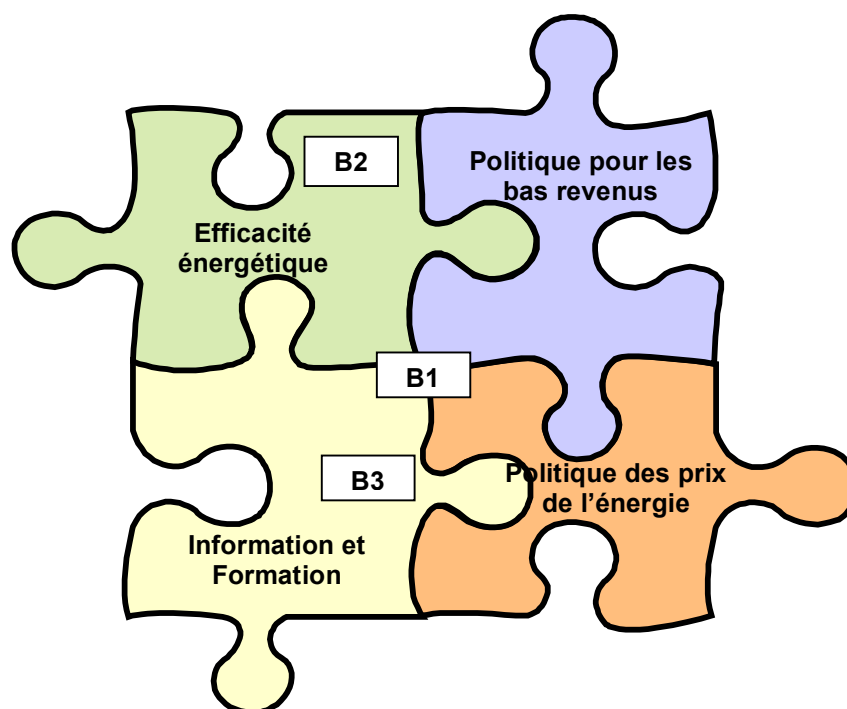 B2
Politique pour les
bas revenus
Efficacité
énergétique
B1
B3
Politique des prix
de l’énergie
Information et
Formation